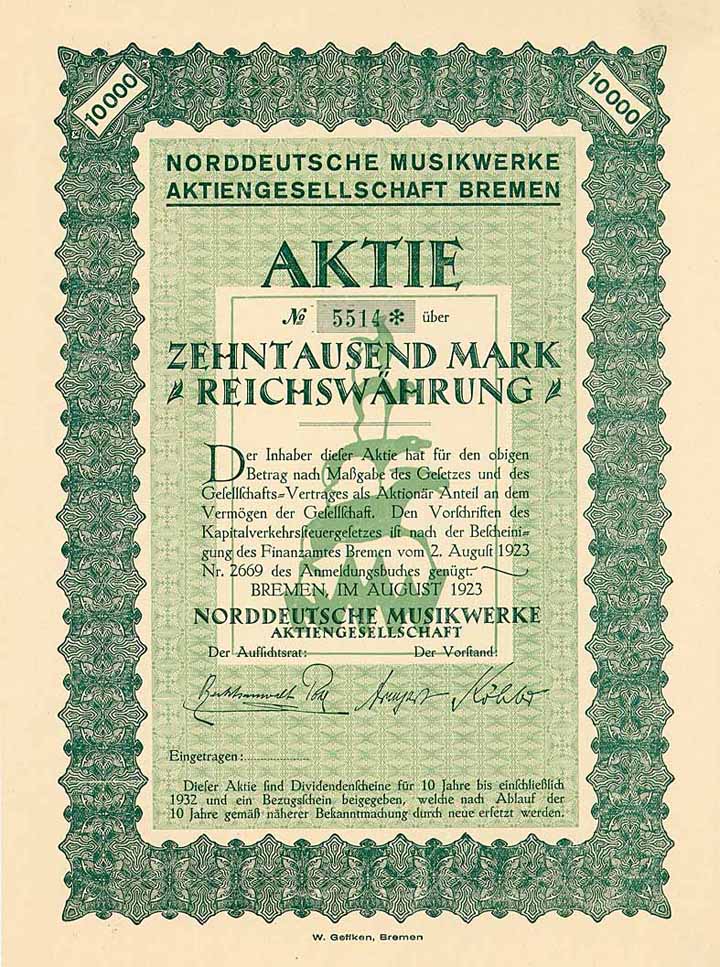 10000
10000
NORDDEUTSCHE MUSIKWERKE
AKTIENGESELLSCHAFT BREMEN
AKTIE
№ 5514* über
ZEHNTAUSEND MARK
REICHSWÄHRUNG
Der Inhaber dieser Aktie hat für den obigen
Betrag nach Maßgabe des Gesetzes und des
Gesellschafts=Vertrages als Aktionär Anteil an dem
Vermögen der Gesellschaft. Den Vorschriften des
Kapitalverkehrssteuergesetzes ist nach der Bescheini-
gung des Finanzamtes Bremen vom 2. August 1923
Nr. 2669 des Anmeldungsbuches genügt.
BREMEN, IM AUGUST 1923
NORDDEUTSCHE MUSIKWERKE
AKTIENGESELLSCHAFT
Der Aufsichtsrat: Der Vorstand:
Eingetragen:
Dieser Aktie sind Dividendenscheine für 10 Jahre bis einschließlich
1932 und ein Bezugschein beigegeben, welche nach Ablauf der
10 Jahre gemäß näherer Bekanntmachung durch neue ersetzt werden.
W. Geffken, Bremen